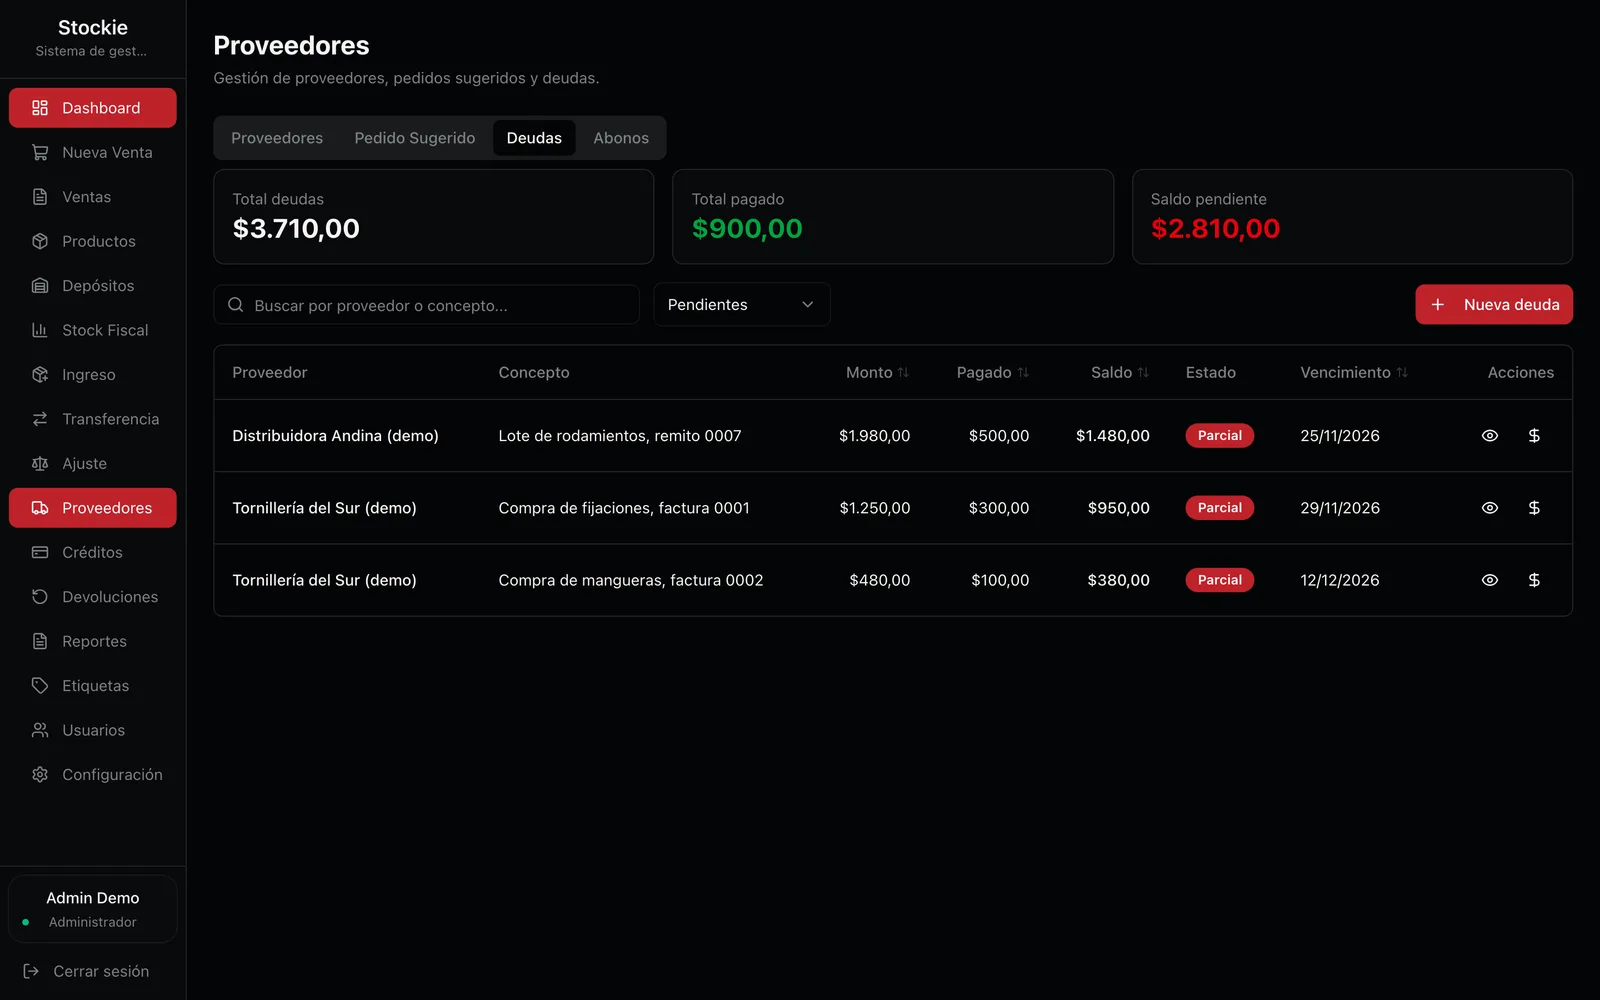 Stockie
Sistema de gest...
Dashboard
Nueva Venta
Ventas
Productos
Depósitos
Stock Fiscal
Ingreso
Transferencia
Ajuste
Proveedores
Créditos
Devoluciones
Reportes
Etiquetas
Usuarios
Configuración
Admin Demo
Administrador
Cerrar sesión
Proveedores
Gestión de proveedores, pedidos sugeridos y deudas.
Proveedores Pedido Sugerido Deudas Abonos
Total deudas
$3.710,00
Total pagado
$900,00
Saldo pendiente
$2.810,00
Buscar por proveedor o concepto...
Pendientes
Nueva deuda
Proveedor Concepto Monto Pagado Saldo Estado Vencimiento Acciones
Distribuidora Andina (demo) Lote de rodamientos, remito 0007 $1.980,00 $500,00 $1.480,00 Parcial 25/11/2026
Tornillería del Sur (demo) Compra de fijaciones, factura 0001 $1.250,00 $300,00 $950,00 Parcial 29/11/2026
Tornillería del Sur (demo) Compra de mangueras, factura 0002 $480,00 $100,00 $380,00 Parcial 12/12/2026